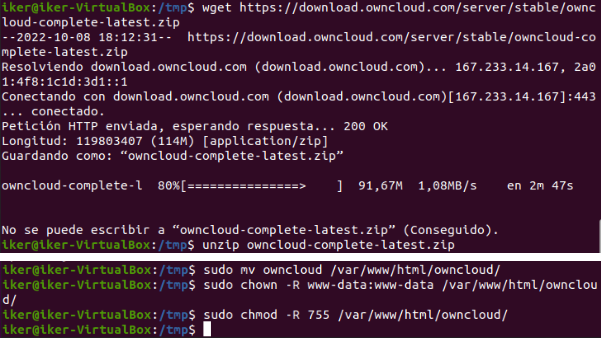 iker@iker-VirtualBox:/tmp$ wget https://download.owncloud.com/server/stable/ownc
loud-complete-latest.zip
--2022-10-08 18:12:31--  https://download.owncloud.com/server/stable/owncloud-co
mplete-latest.zip
Resolviendo download.owncloud.com (download.owncloud.com)... 167.233.14.167, 2a0
1:4f8:1c1d:3d1::1
Conectando con download.owncloud.com (download.owncloud.com)[167.233.14.167]:443
... conectado.
Petición HTTP enviada, esperando respuesta... 200 OK
Longitud: 119803407 (114M) [application/zip]
Guardando como: “owncloud-complete-latest.zip”
owncloud-complete-l  80%[===============>    ]  91,67M  1,08MB/s    en 2m 47s
No se puede escribir a “owncloud-complete-latest.zip” (Conseguido).
iker@iker-VirtualBox:/tmp$ unzip owncloud-complete-latest.zip
iker@iker-VirtualBox:/tmp$ sudo mv owncloud /var/www/html/owncloud/
iker@iker-VirtualBox:/tmp$ sudo chown -R www-data:www-data /var/www/html/ownclou
d/
iker@iker-VirtualBox:/tmp$ sudo chmod -R 755 /var/www/html/owncloud/
iker@iker-VirtualBox:/tmp$